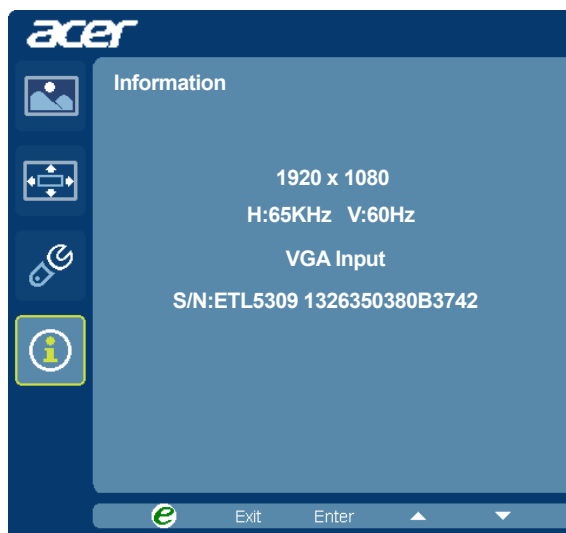 acer
Information
1920 x 1080
H:65KHz V:60Hz
VGA Input
S/N:ETL5309 1326350380B3742
e Exit Enter